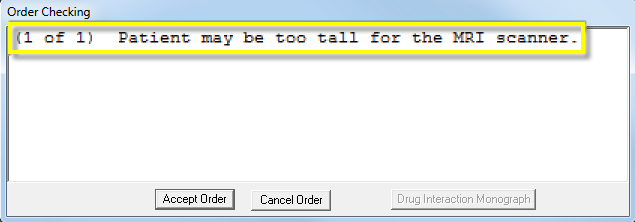 Order Checking
(1 of 1)  Patient may be too tall for the MRI scanner.
Accept Order Cancel Order Drug Interaction Monograph